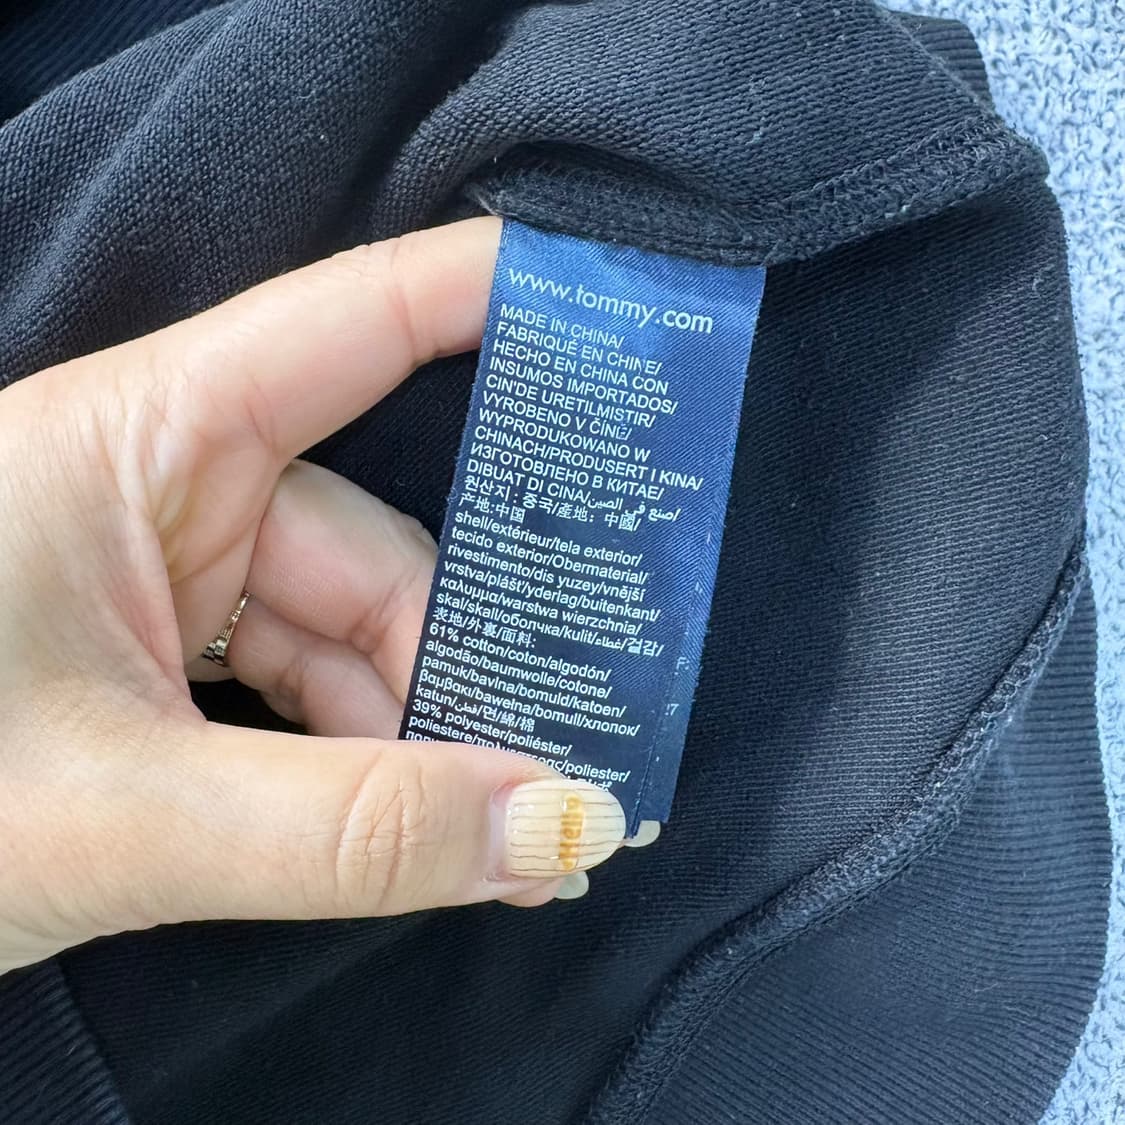 www.tommy.com
MADE IN CHINA/
FABRIQUÉ EN CHINE/
HECHO EN CHINA CON
INSUMOS IMPORTADOS/
CIN'DE URETILMISTIR/
VYROBENO V ČÍNĚ/
WYPRODUKOWANO W
CHINACH/PRODUSERT I KINA/
ИЗГОТОВЛЕНО В КИТАЕ/
DIBUAT DI CINA/صنع في الصين/
원산지 : 중국/產地: 中國/
产地:中国
shell/extérieur/tela exterior/
tecido exterior/Obermaterial/
rivestimento/dis yuzey/vnější
vrstva/plášť/yderlag/buitenkant/
καλυμμα/warstwa wierzchnia/
skal/skall/оболчка/kulit/غطاء/겉감/
表地/外裏/面料:
61% cotton/coton/algodón/
algodão/baumwolle/cotone/
pamuk/bavlna/bomuld/katoen/
βαμβακι/bawełna/bomull/хлопок/
katun/قطن/면/綿/棉
39% polyester/poliéster/
poliestere/πολυεστερας/poliester/
Hello